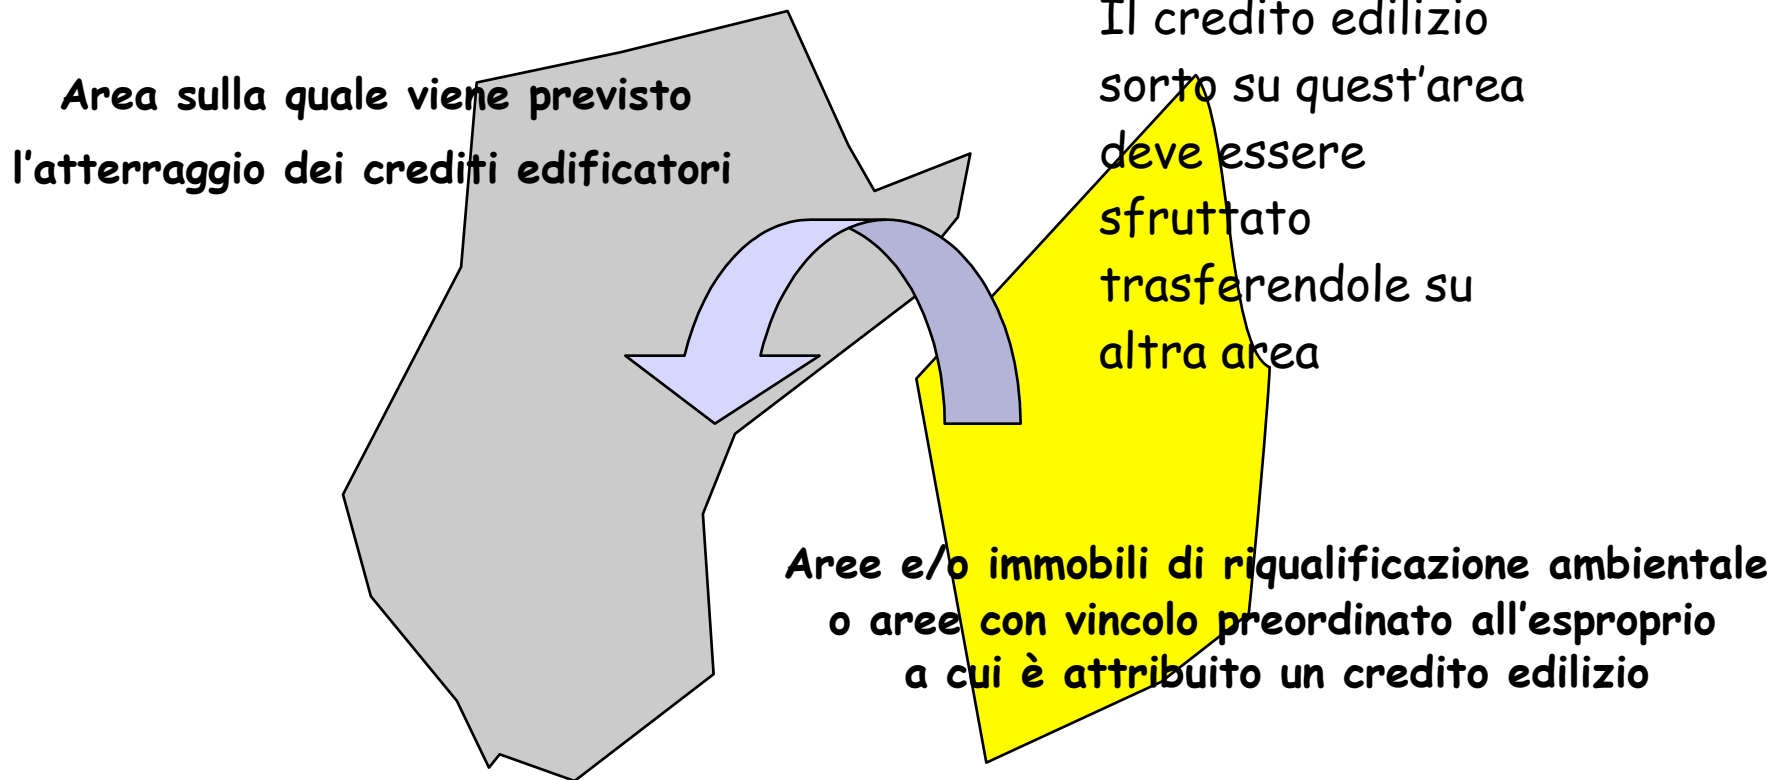 Area sulla quale viene previsto
l'atterraggio dei crediti edificatori
Il credito edilizio
sorto su quest'area
deve essere
sfruttato
trasferendole su
altra area
Aree e/o immobili di riqualificazione ambientale
o aree con vincolo preordinato all'esproprio
a cui è attribuito un credito edilizio